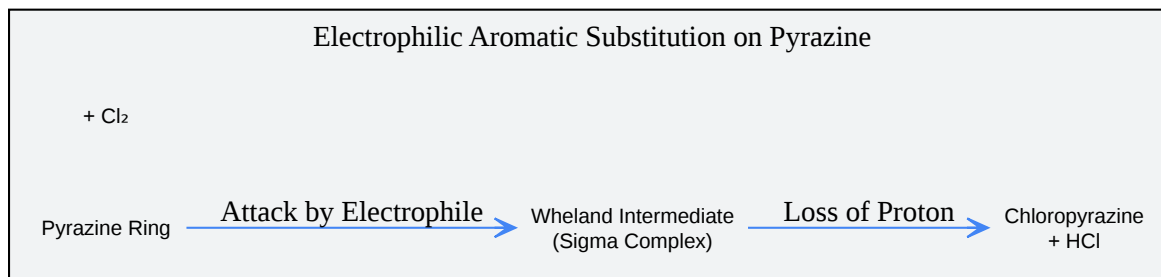 Electrophilic Aromatic Substitution on Pyrazine
+ Cl₂
Pyrazine Ring
Attack by Electrophile
Wheland Intermediate
(Sigma Complex)
Loss of Proton
Chloropyrazine
+ HCl